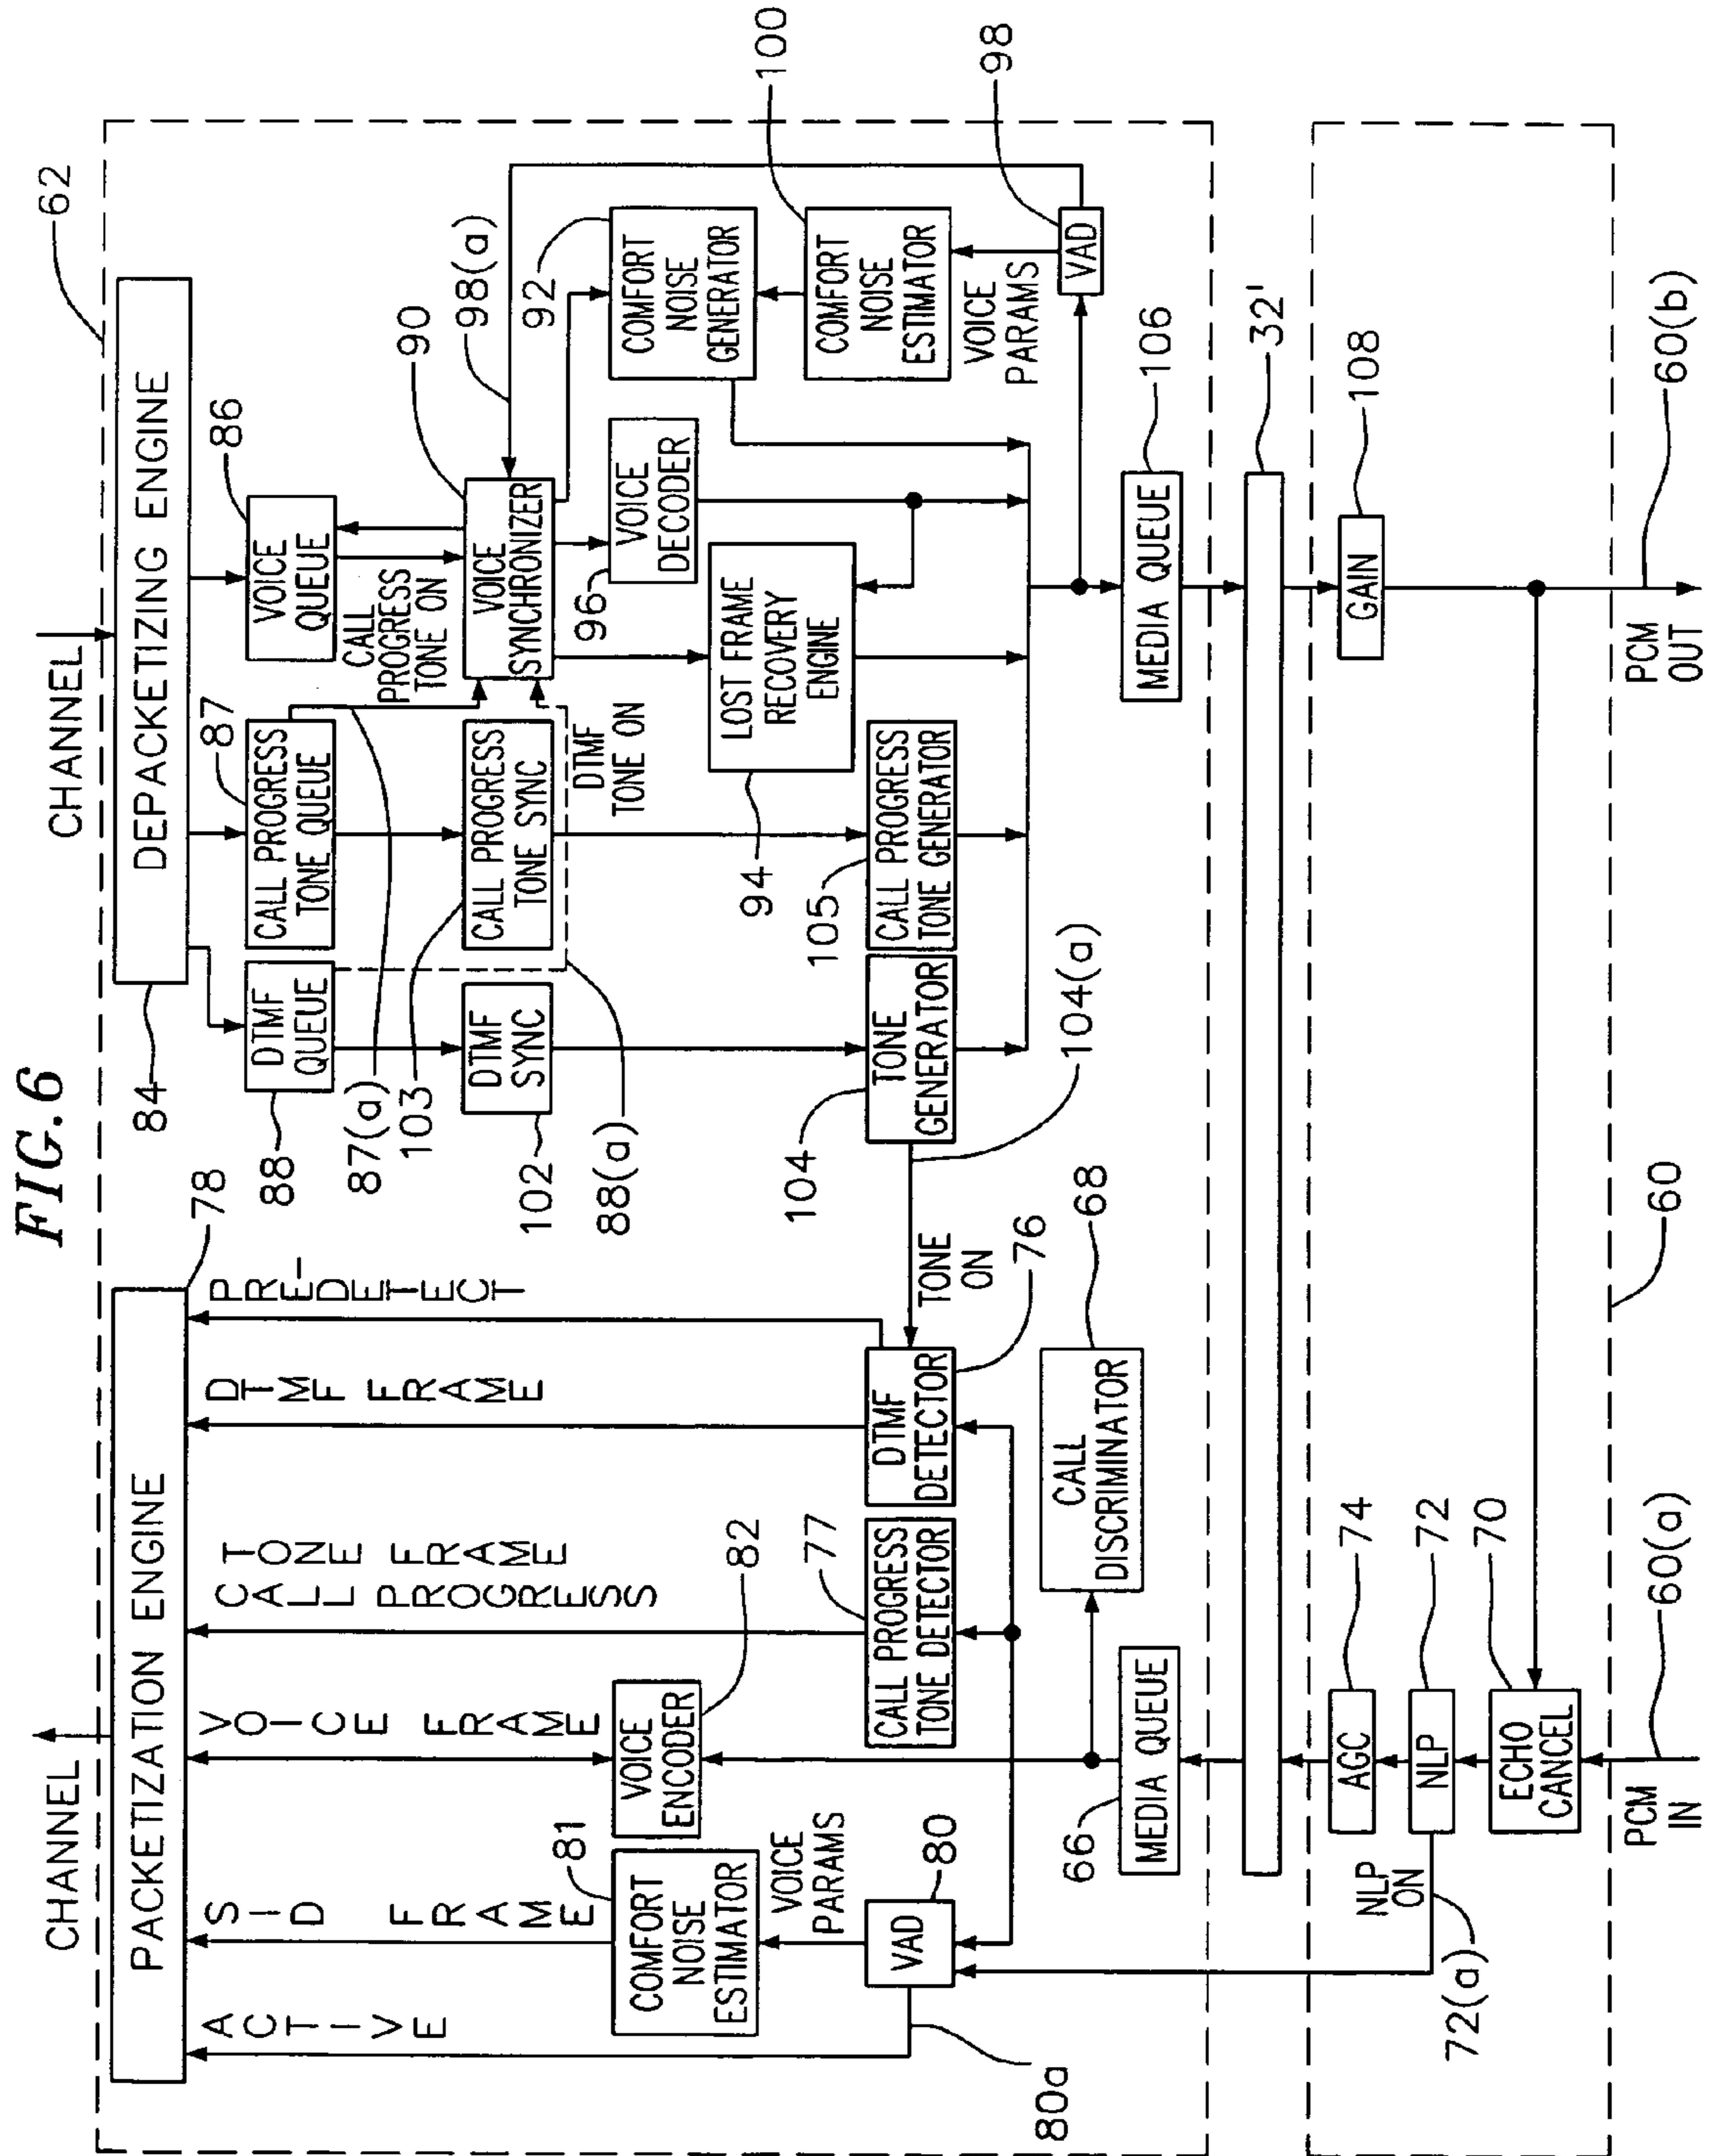 FIG. 6
CHANNEL
PACKETIZATION ENGINE
78
CHANNEL
DEPACKETIZING ENGINE
84
62
ACTIVE
SID FRAME
VOICE FRAME
CALL PROGRESS
TONE FRAME
DTMF FRAME
PRE-
DETECT
COMFORT
NOISE
ESTIMATOR
81
VOICE
ENCODER
82
VOICE
PARAMS
VAD
80
80a
CALL PROGRESS
TONE DETECTOR
77
DTMF
DETECTOR
76
TONE
ON
CALL
DISCRIMINATOR
68
MEDIA QUEUE
66
DTMF
QUEUE
88
CALL PROGRESS
TONE QUEUE
87
VOICE
QUEUE
86
87(a)
CALL
PROGRESS
TONE ON
DTMF
SYNC
102
CALL PROGRESS
TONE SYNC
103
88(a)
DTMF
TONE ON
VOICE
SYNCHRONIZER
90
98(a)
VOICE
DECODER
96
COMFORT
NOISE
GENERATOR
92
LOST FRAME
RECOVERY
ENGINE
94
COMFORT
NOISE
ESTIMATOR
100
VOICE
PARAMS
VAD
98
TONE
GENERATOR
104
104(a)
CALL PROGRESS
TONE GENERATOR
105
MEDIA QUEUE
106
32'
AGC
74
NLP
72
NLP
ON
72(a)
ECHO
CANCEL
70
GAIN
108
PCM
IN
60(a)
60
PCM
OUT
60(b)